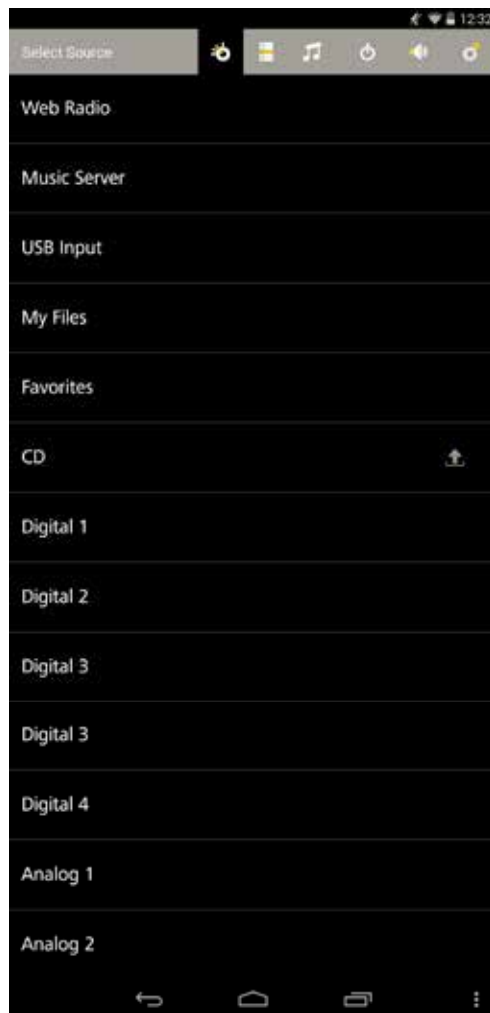 12:32
Select Source
Web Radio
Music Server
USB Input
My Files
Favorites
CD
Digital 1
Digital 2
Digital 3
Digital 3
Digital 4
Analog 1
Analog 2